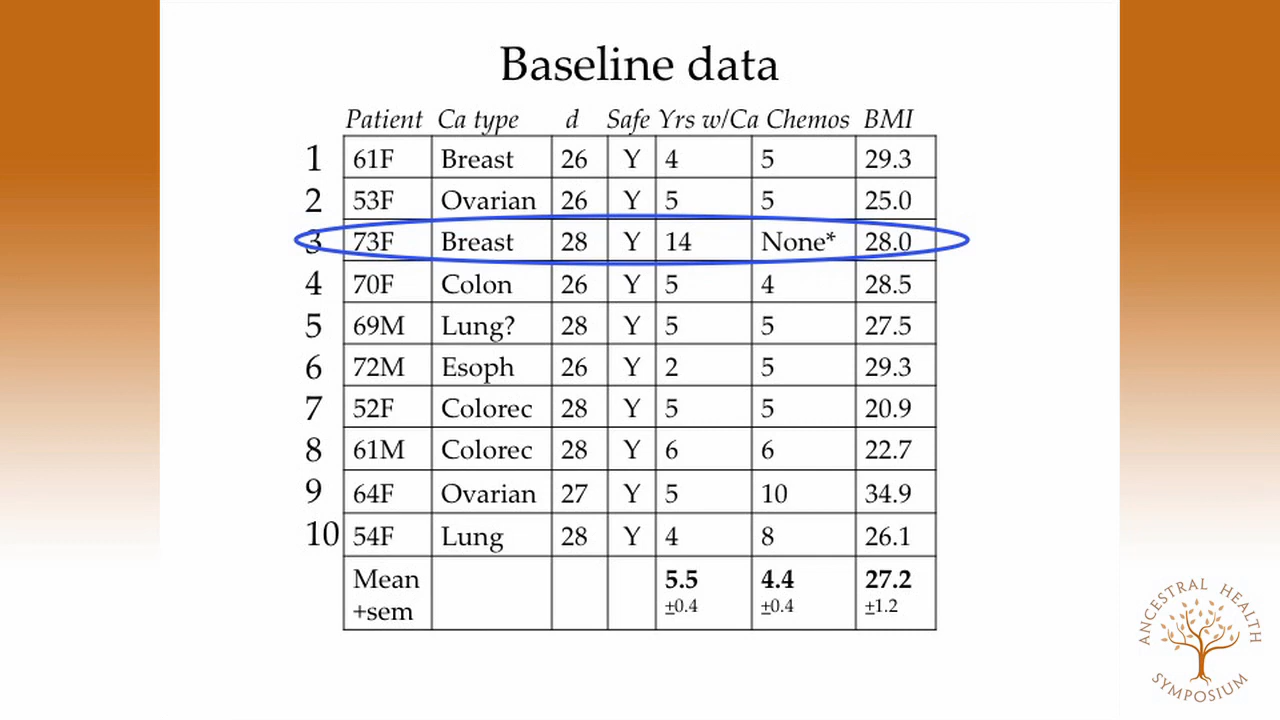 Baseline data
Patient Ca type d Safe Yrs w/Ca Chemos BMI
1 61F Breast 26 Y 4 5 29.3
2 53F Ovarian 26 Y 5 5 25.0
3 73F Breast 28 Y 14 None* 28.0
4 70F Colon 26 Y 5 4 28.5
5 69M Lung? 28 Y 5 5 27.5
6 72M Esoph 26 Y 2 5 29.3
7 52F Colorec 28 Y 5 5 20.9
8 61M Colorec 28 Y 6 6 22.7
9 64F Ovarian 27 Y 5 10 34.9
10 54F Lung 28 Y 4 8 26.1
Mean 5.5 4.4 27.2
+sem ±0.4 ±0.4 ±1.2
ANCESTRAL HEALTH
SYMPOSIUM